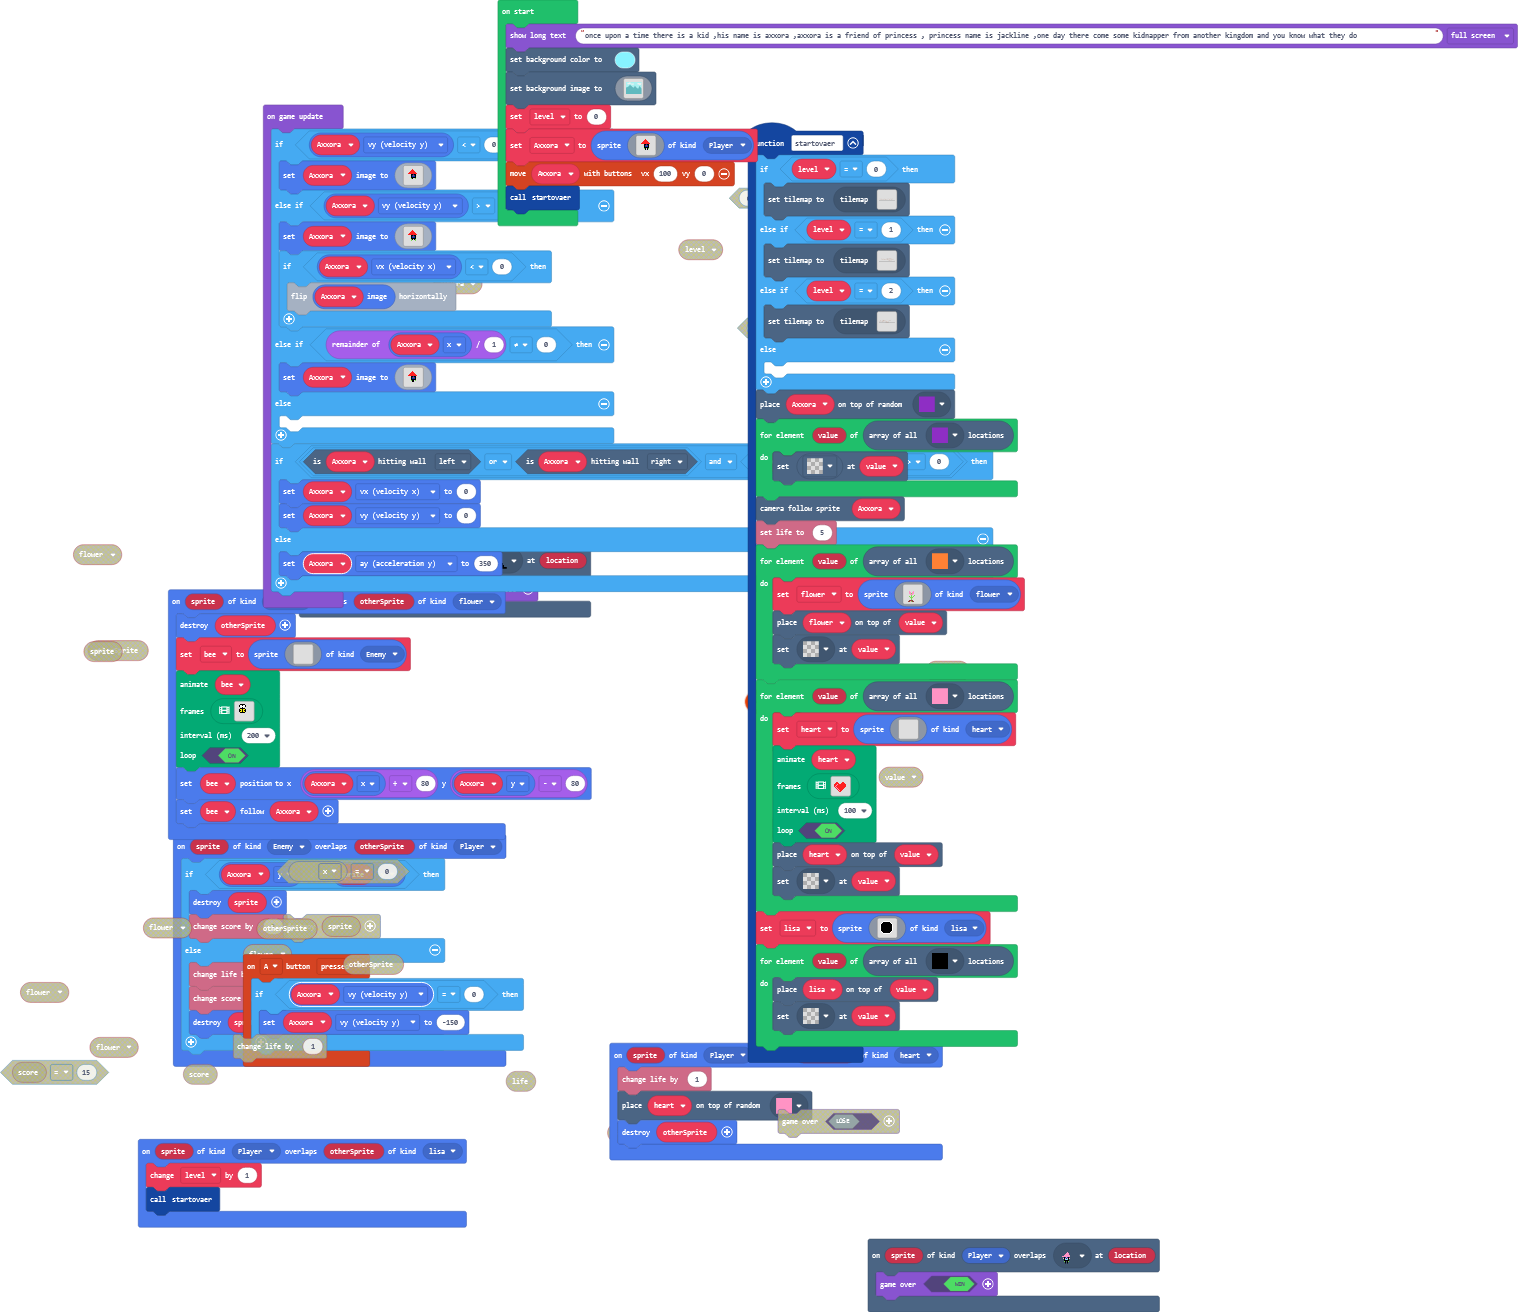 on start
show long text "once upon a time there is a kid ,his name is axxora ,axxora is a friend of princess , princess name is jackline ,one day there come some kidnapper from another kingdom and you know what they do " full screen
set background color to
set background image to
set level to 0
set Axxora to sprite of kind Player
move Axxora with buttons vx 100 vy 0
call startovaer
on game update
if Axxora vy (velocity y) < 0
set Axxora image to
else if Axxora vy (velocity y) >
set Axxora image to
if Axxora vx (velocity x) < 0 then
flip Axxora image horizontally
else if remainder of Axxora x / 1 ≠ 0 then
set Axxora image to
else
if is Axxora hitting wall left or is Axxora hitting wall right and > 0 then
set Axxora vx (velocity x) to 0
set Axxora vy (velocity y) to 0
else
set Axxora ay (acceleration y) to 350
at location
level
function startovaer
if level = 0 then
set tilemap to tilemap
else if level = 1 then
set tilemap to tilemap
else if level = 2 then
set tilemap to tilemap
else
place Axxora on top of random
for element value of array of all locations
do
set at value
camera follow sprite Axxora
set life to 5
for element value of array of all locations
do
set flower to sprite of kind flower
place flower on top of value
set at value
for element value of array of all locations
do
set heart to sprite of kind heart
animate heart
frames
interval (ms) 100
loop ON
place heart on top of value
set at value
set lisa to sprite of kind lisa
for element value of array of all locations
do
place lisa on top of value
set at value
value
flower
on sprite of kind otherSprite of kind flower
destroy otherSprite
set bee to sprite of kind Enemy
animate bee
frames
interval (ms) 200
loop ON
set bee position to x Axxora x + 80 y Axxora y - 80
set bee follow Axxora
sprite
on sprite of kind Enemy overlaps otherSprite of kind Player
if Axxora then
x = 0
destroy sprite
change score by
otherSprite
sprite
flower
else
change life
change score
destroy
otherSprite
on A button
if Axxora vy (velocity y) = 0 then
set Axxora vy (velocity y) to -150
change life by 1
flower
flower
score = 15
score
life
on sprite of kind Player of kind heart
change life by 1
place heart on top of random
destroy otherSprite
game over LOSE
on sprite of kind Player overlaps otherSprite of kind lisa
change level by 1
call startovaer
on sprite of kind Player overlaps at location
game over WIN